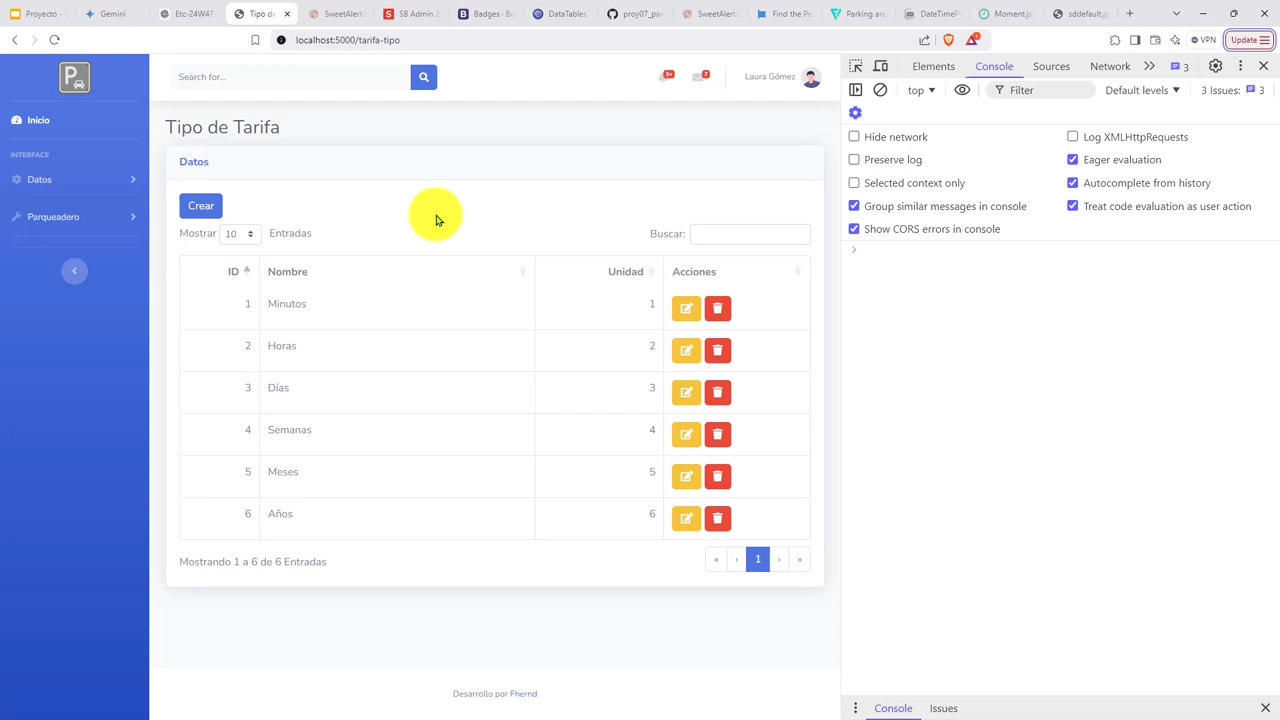 Proyecto -
Gemini
Etc-24W47-
Tipo de
SweetAlert2
SB Admin 2
Badges - Bo
DataTables
proy07_pa
SweetAlert
Find the Pe
Parking are
DateTimeP
Moment.js
sddefault.jp
localhost:5000/tarifa-tipo
VPN
Update
P
Inicio
INTERFACE
Datos
Parqueadero
Search for...
3+
7
Laura Gómez
Tipo de Tarifa
Datos
Crear
Mostrar 10 Entradas
Buscar:
ID Nombre Unidad Acciones
1 Minutos 1
2 Horas 2
3 Días 3
4 Semanas 4
5 Meses 5
6 Años 6
Mostrando 1 a 6 de 6 Entradas
« ‹ 1 › »
Desarrollo por Fhernd
Elements Console Sources Network 3
top Filter Default levels 3 Issues: 3
Hide network Log XMLHttpRequests
Preserve log Eager evaluation
Selected context only Autocomplete from history
Group similar messages in console Treat code evaluation as user action
Show CORS errors in console
Console Issues